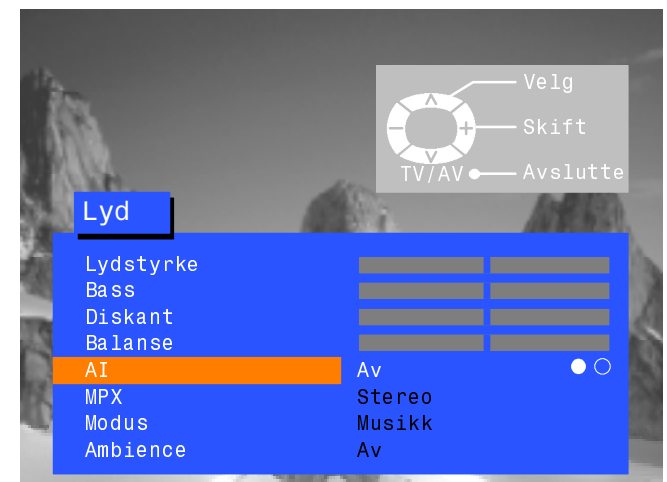 Velg
Skift
TV/AV Avslutte
Lyd
Lydstyrke
Bass
Diskant
Balanse
AI Av
MPX Stereo
Modus Musikk
Ambience Av